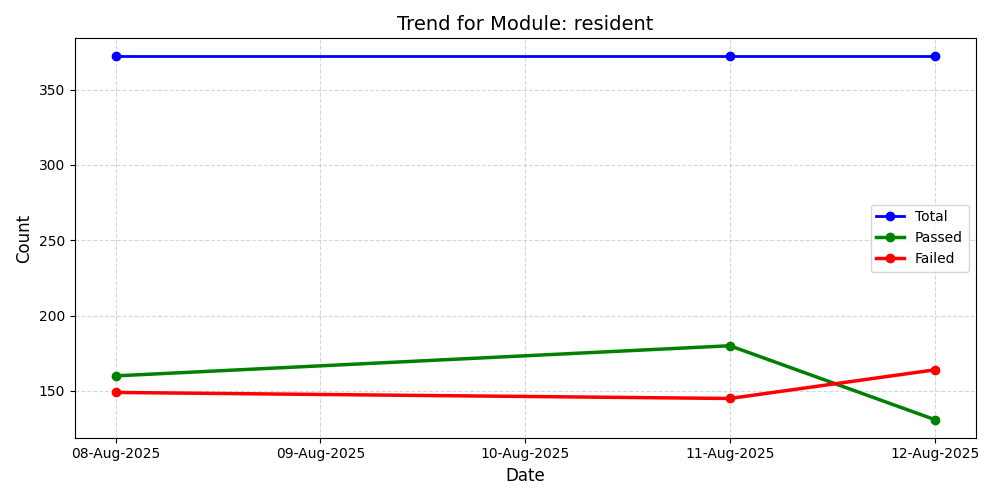 Trend for Module: resident
Count
350
300
250
200
150
Total
Passed
Failed
08-Aug-2025
09-Aug-2025
10-Aug-2025
11-Aug-2025
12-Aug-2025
Date